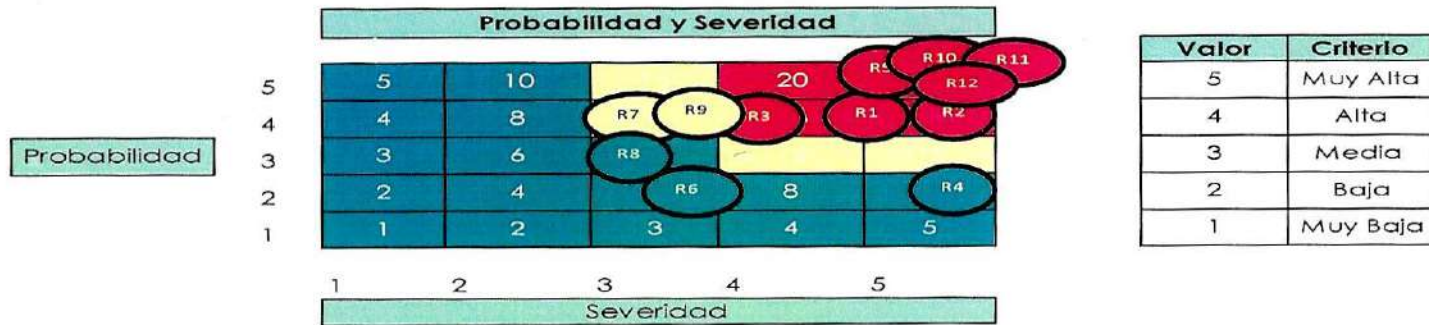 Probabilidad y Severidad
Valor Criterio
5 5 10 20 R5 R10 R11 R12 5 Muy Alta
4 4 8 R7 R9 R3 R1 R2 4 Alta
Probabilidad 3 3 6 R8 3 Media
2 2 4 R6 8 R4 2 Baja
1 1 2 3 4 5 1 Muy Baja
1 2 3 4 5
Severidad